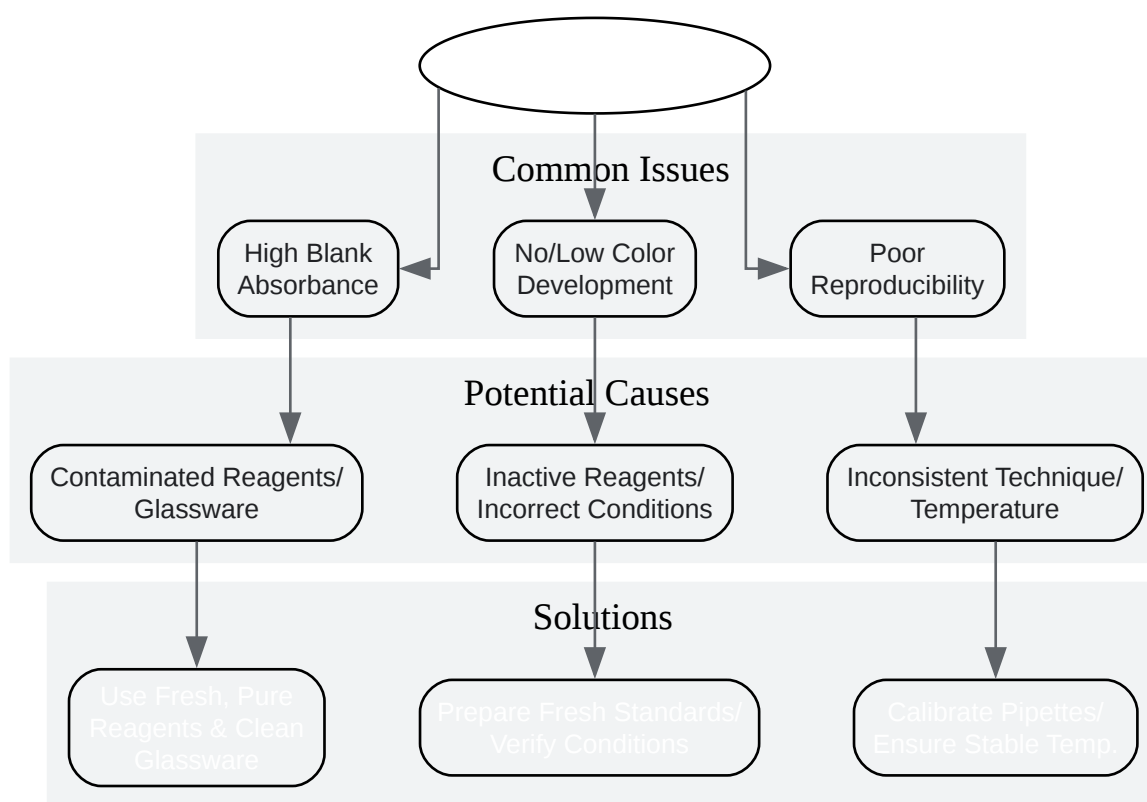 Common Issues
High Blank
Absorbance
No/Low Color
Development
Poor
Reproducibility
Potential Causes
Contaminated Reagents/
Glassware
Inactive Reagents/
Incorrect Conditions
Inconsistent Technique/
Temperature
Solutions
Use Fresh, Pure
Reagents & Clean
Glassware
Prepare Fresh Standards/
Verify Conditions
Calibrate Pipettes/
Ensure Stable Temp.